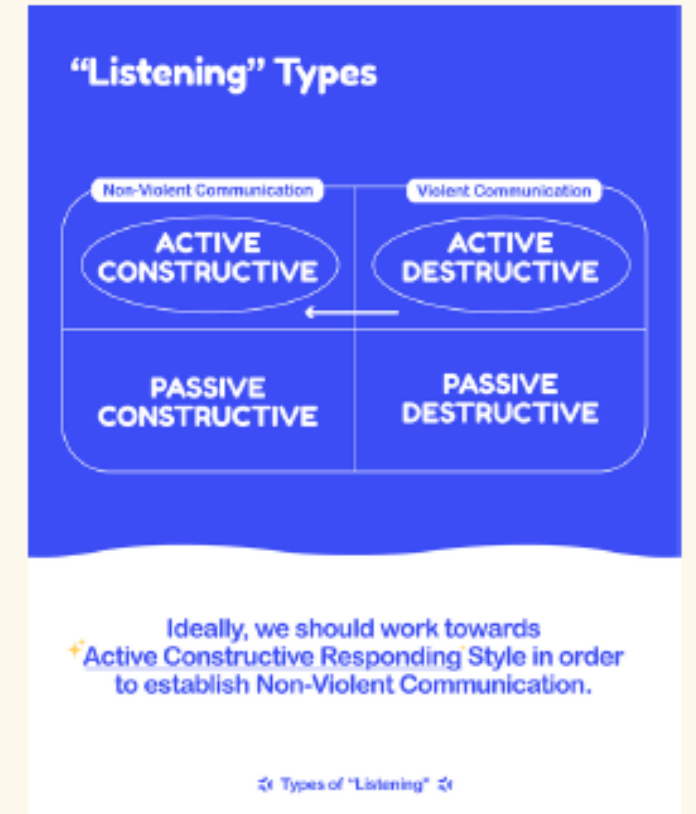 “Listening” Types
Non-Violent Communication
Violent Communication
ACTIVE
CONSTRUCTIVE
ACTIVE
DESTRUCTIVE
PASSIVE
CONSTRUCTIVE
PASSIVE
DESTRUCTIVE
Ideally, we should work towards
Active Constructive Responding Style in order
to establish Non-Violent Communication.
Types of “Listening”